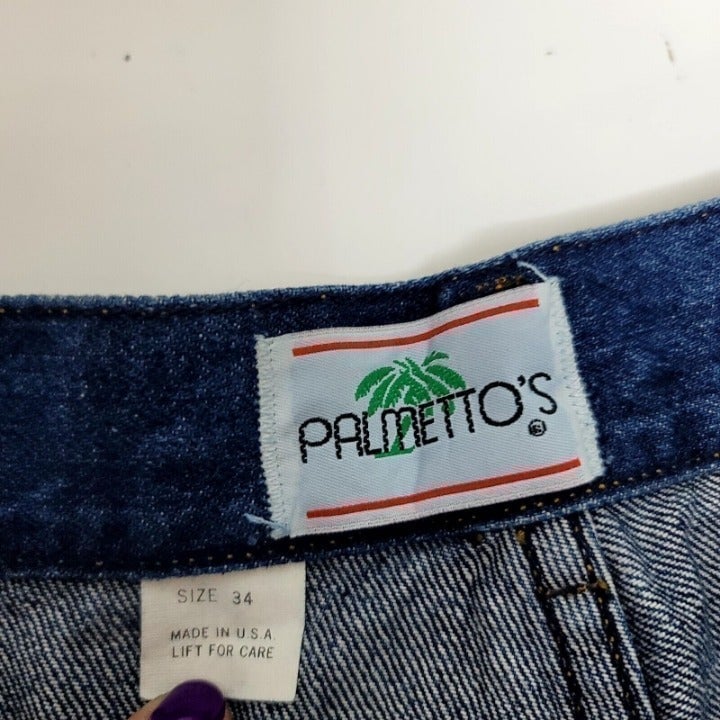 PALMETTO'S
®
SIZE 34
MADE IN U.S.A.
LIFT FOR CARE